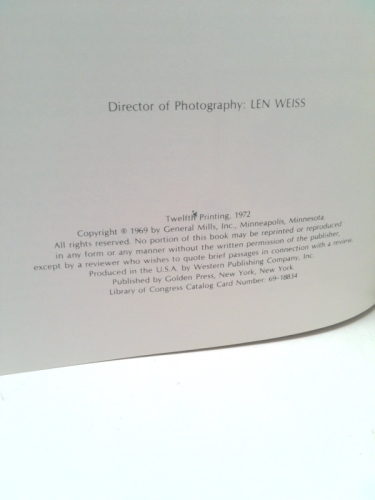 Director of Photography: LEN WEISS
Twelfth Printing, 1972
Copyright ® 1969 by General Mills, Inc., Minneapolis, Minnesota.
All rights reserved. No portion of this book may be reprinted or reproduced
in any form or any manner without the written permission of the publisher,
except by a reviewer who wishes to quote brief passages in connection with a review.
Produced in the U.S.A. by Western Publishing Company, Inc.
Published by Golden Press, New York, New York.
Library of Congress Catalog Card Number: 69-18834